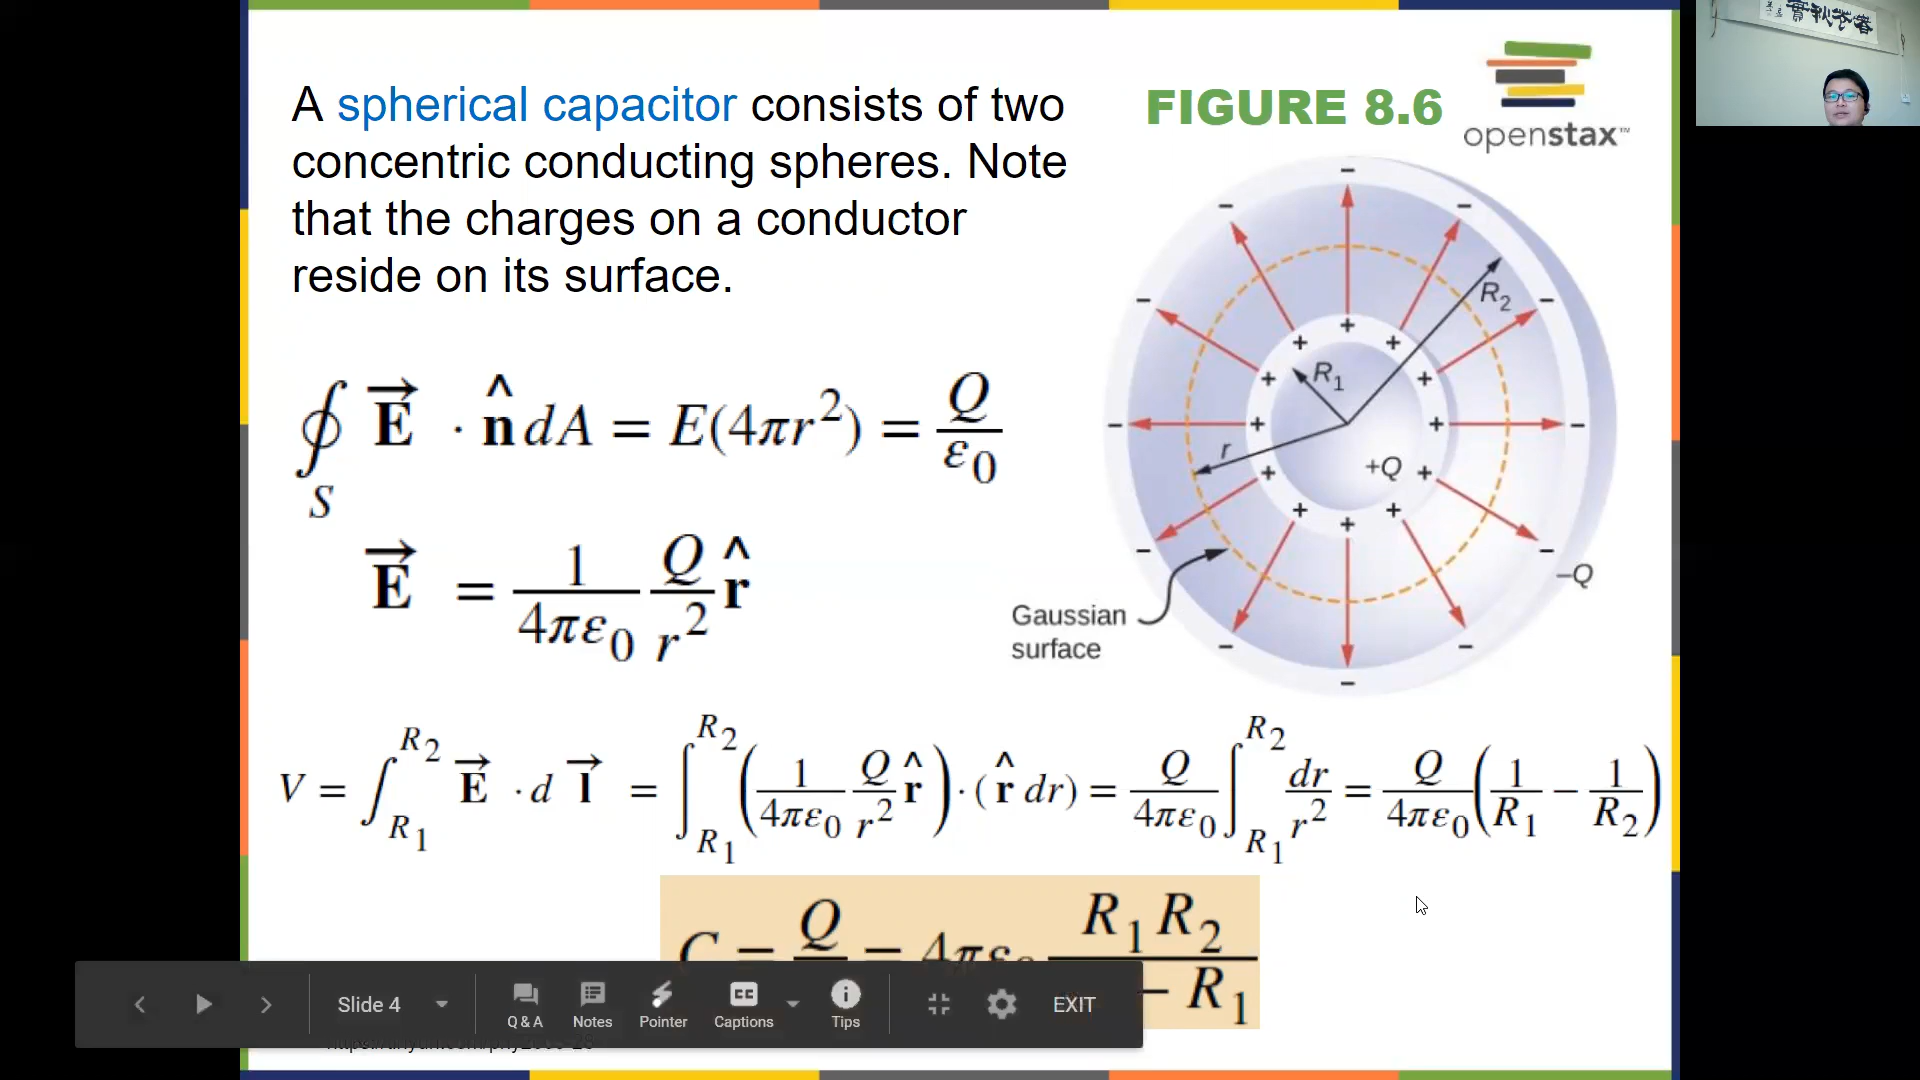 A spherical capacitor consists of two
concentric conducting spheres. Note
that the charges on a conductor
reside on its surface.
FIGURE 8.6
openstax™
R₂
R₁
r
+Q
−Q
Gaussian
surface
∮_S E⃗ · n̂ dA = E(4πr²) = Q/ε₀
E⃗ = 1/(4πε₀) Q/r² r̂
V = ∫_{R₁}^{R₂} E⃗ · d l⃗ = ∫_{R₁}^{R₂} (1/(4πε₀) Q/r² r̂) · (r̂ dr) = Q/(4πε₀) ∫_{R₁}^{R₂} dr/r² = Q/(4πε₀) (1/R₁ − 1/R₂)
C = Q = 4πε₀ R₁R₂ − R₁
Slide 4
Q & A
Notes
Pointer
CC
Captions
Tips
EXIT